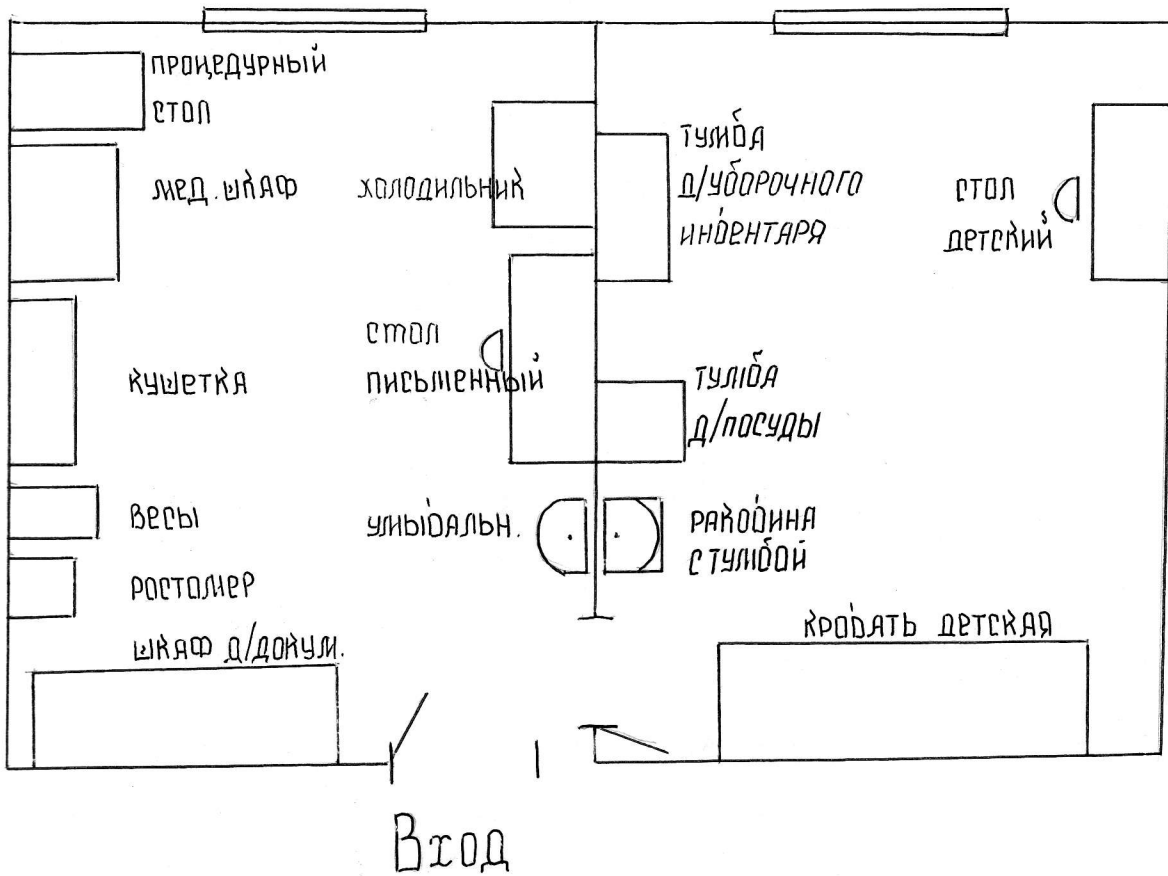 ПРОЦЕДУРНЫЙ
СТОЛ
МЕД. ШКАФ
ХОЛОДИЛЬНИК
СТОЛ
ПИСЬМЕННЫЙ
КУШЕТКА
ВЕСЫ
УМЫВАЛЬН.
РОСТОМЕР
ШКАФ Д/ДОКУМ.
ТУМБА
Д/УБОРОЧНОГО
ИНВЕНТАРЯ
СТОЛ
ДЕТСКИЙ
ТУМБА
Д/ПОСУДЫ
РАКОВИНА
С ТУМБОЙ
КРОВАТЬ ДЕТСКАЯ
Вход